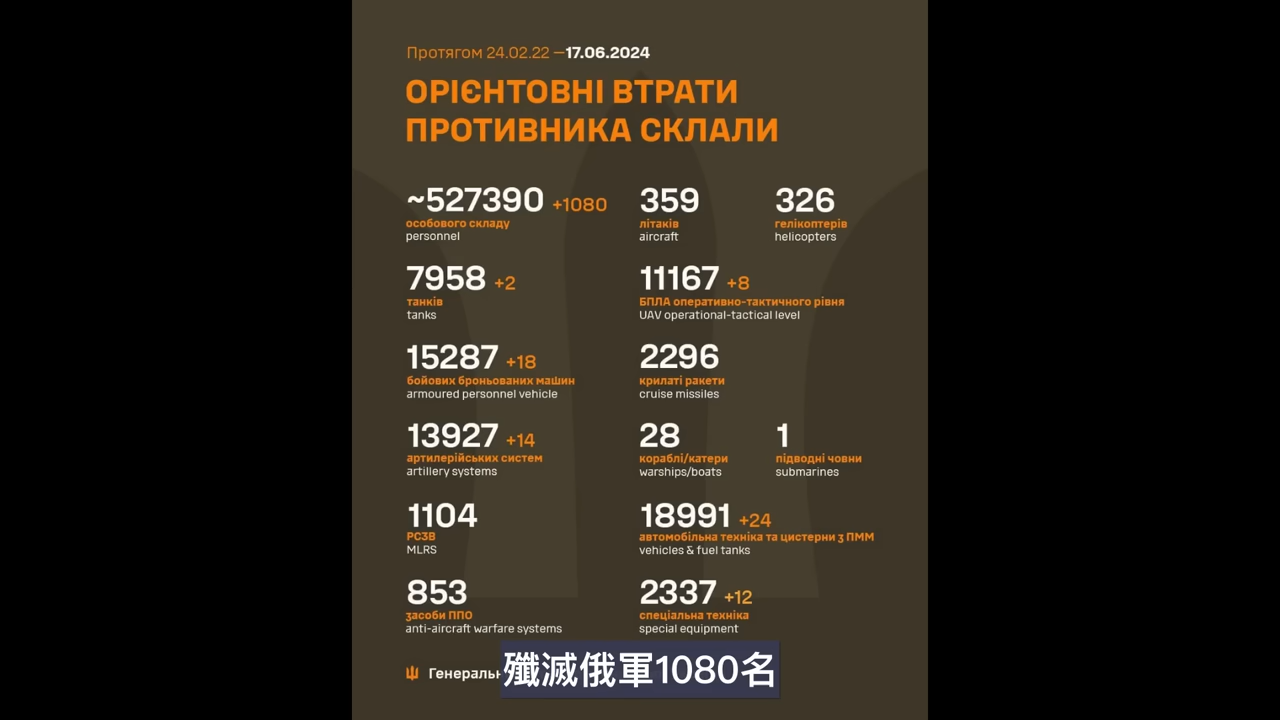 Протягом 24.02.22 —17.06.2024
ОРІЄНТОВНІ ВТРАТИ
ПРОТИВНИКА СКЛАЛИ
~527390 +1080
особового складу
personnel
359
літаків
aircraft
326
гелікоптерів
helicopters
7958 +2
танків
tanks
11167 +8
БПЛА оперативно-тактичного рівня
UAV operational-tactical level
15287 +18
бойових броньованих машин
armoured personnel vehicle
2296
крилаті ракети
cruise missiles
13927 +14
артилерійських систем
artillery systems
28
кораблі/катери
warships/boats
1
підводні човни
submarines
1104
РСЗВ
MLRS
18991 +24
автомобільна техніка та цистерни з ПММ
vehicles & fuel tanks
853
засоби ППО
anti-aircraft warfare systems
2337 +12
спеціальна техніка
special equipment
殲滅俄軍1080名